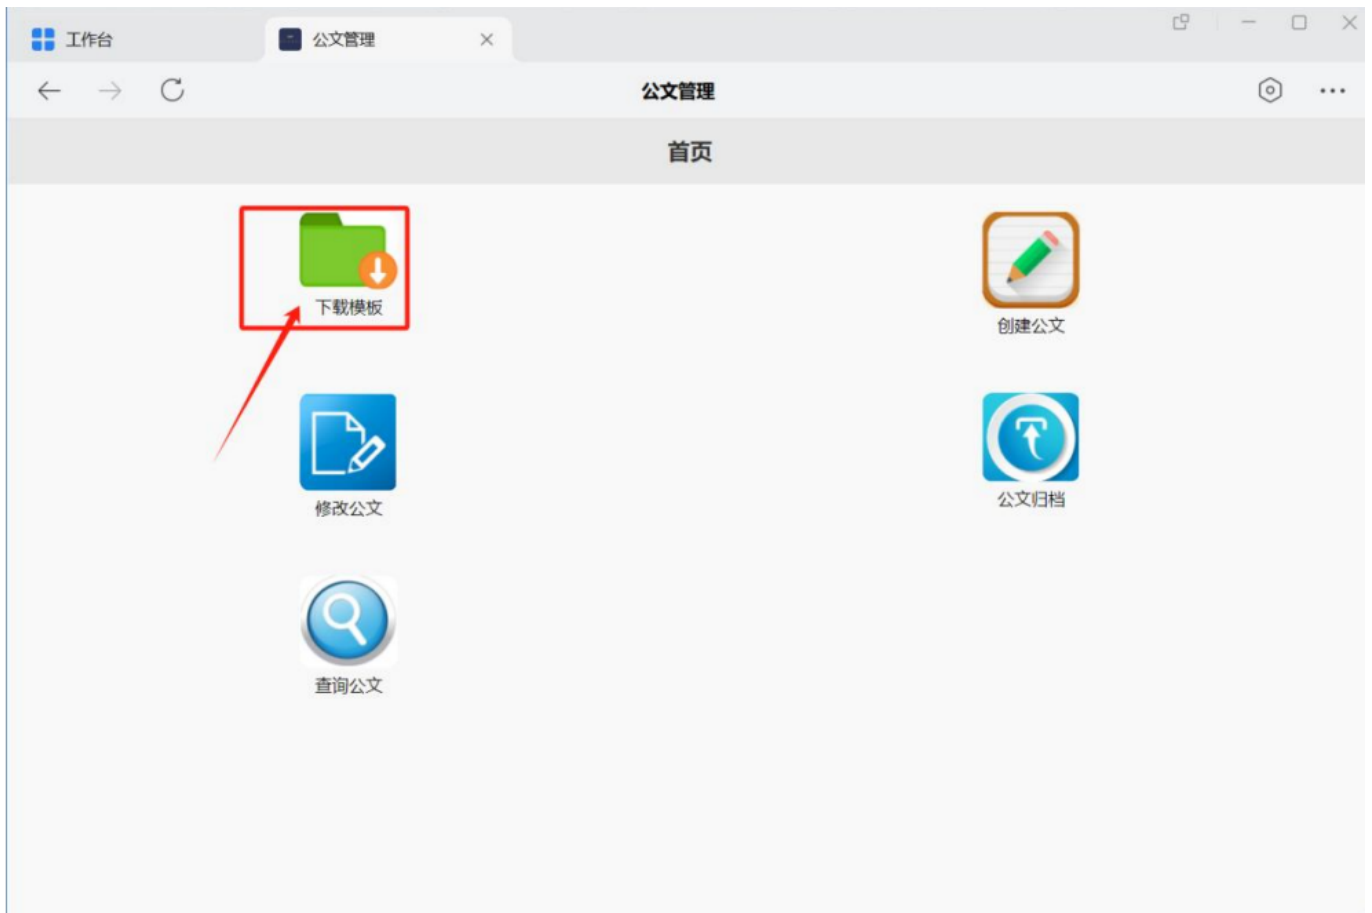 工作台
公文管理
公文管理
首页
下载模板
创建公文
修改公文
公文归档
查询公文